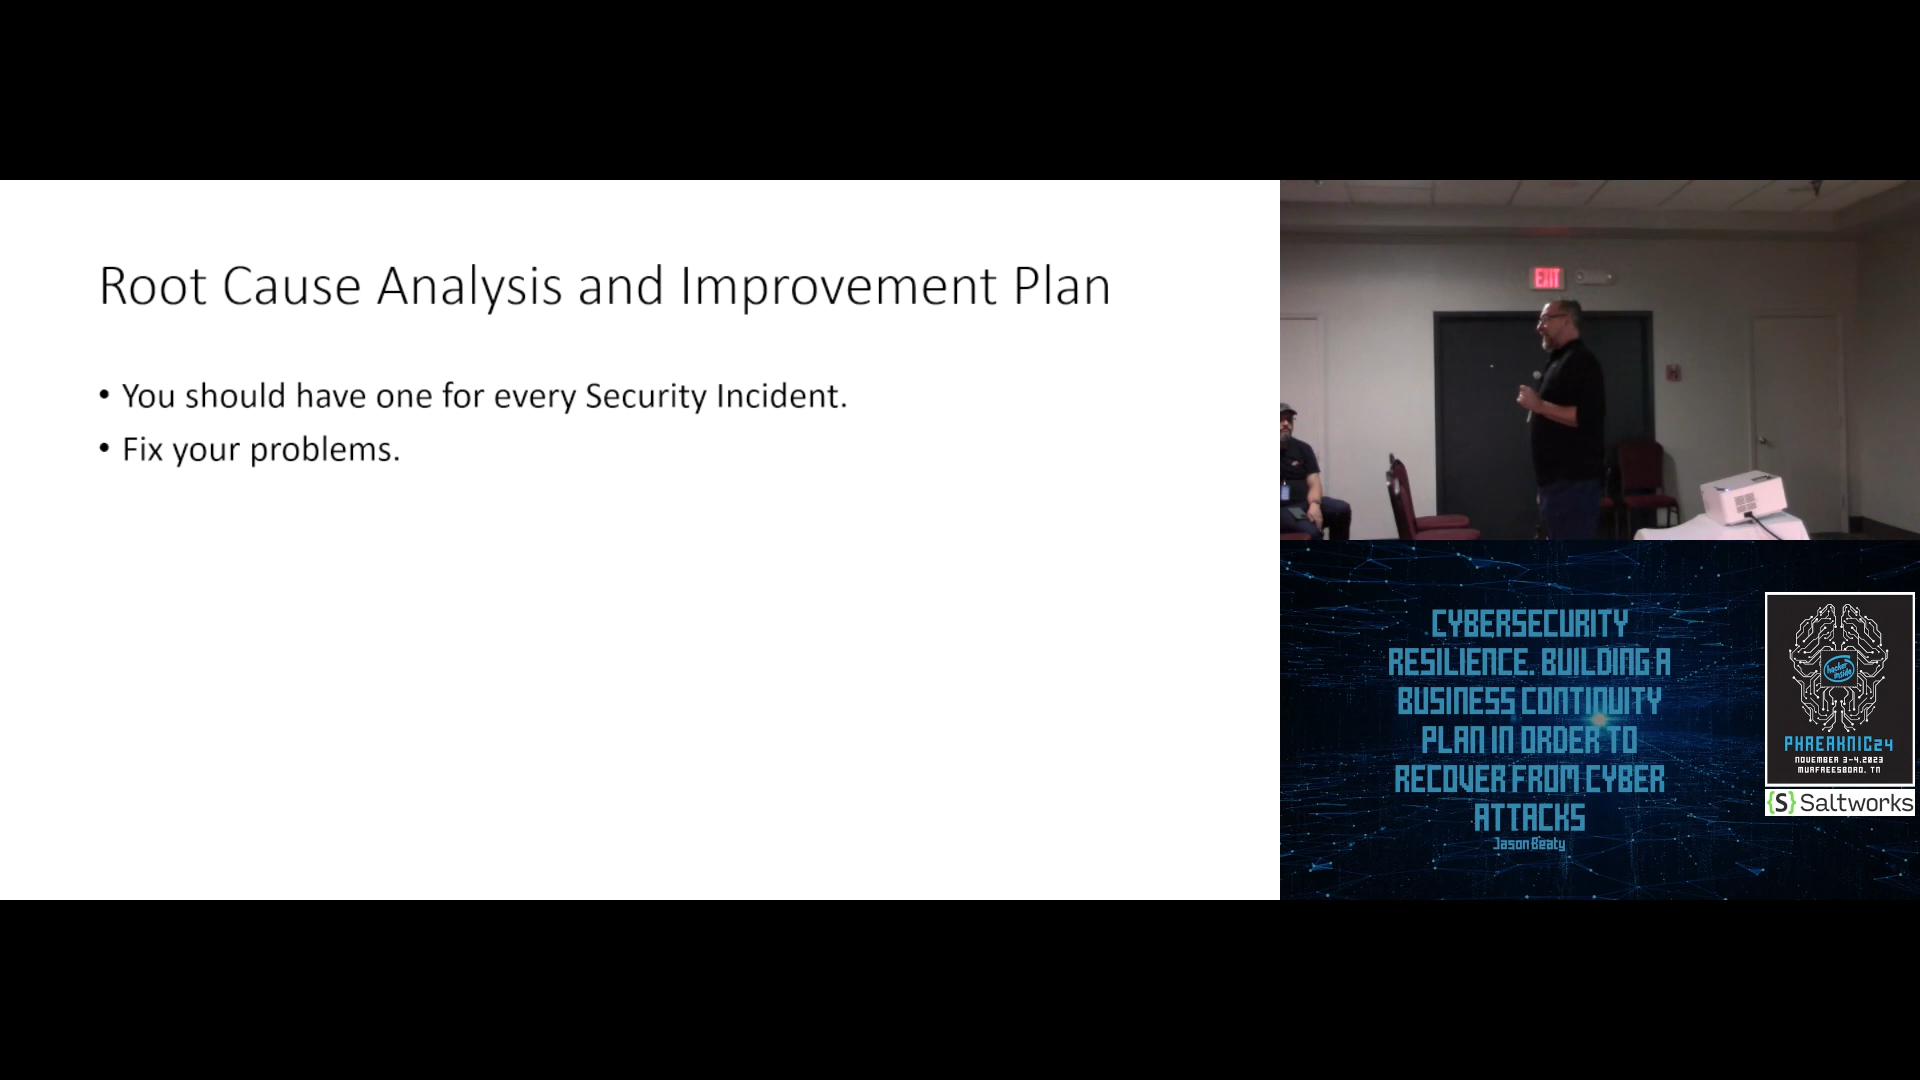 Root Cause Analysis and Improvement Plan
• You should have one for every Security Incident.
• Fix your problems.
EXIT
CYBERSECURITY
RESILIENCE. BUILDING A
BUSINESS CONTINUITY
PLAN IN ORDER TO
RECOVER FROM CYBER
ATTACKS
Jason Beaty
hacker
inside
PHREAKNIC24
NOVEMBER 3-4.2023
MURFREESBORO, TN
{S} Saltworks